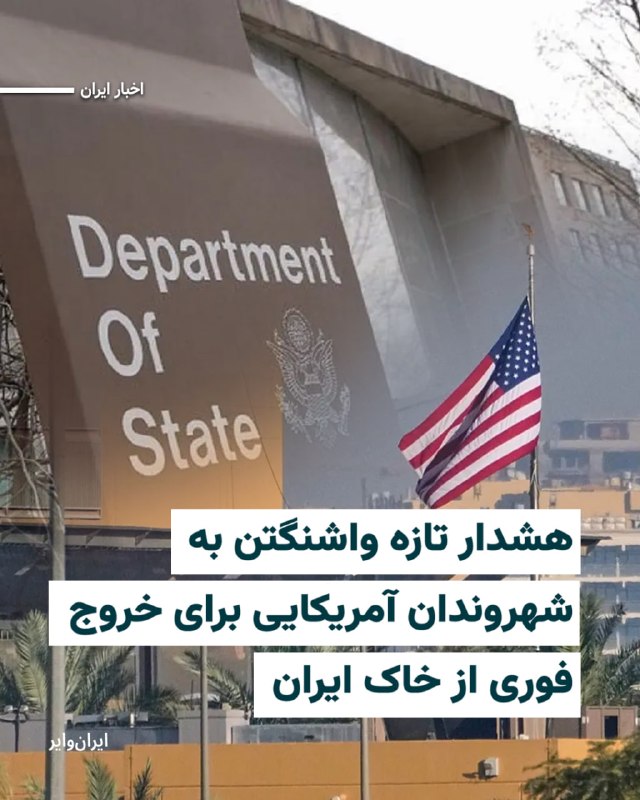 اخبار ایران
Department
Of
State
هشدار تازه واشنگتن به
شهروندان آمریکایی برای خروج
فوری از خاک ایران
ایران‌وایر